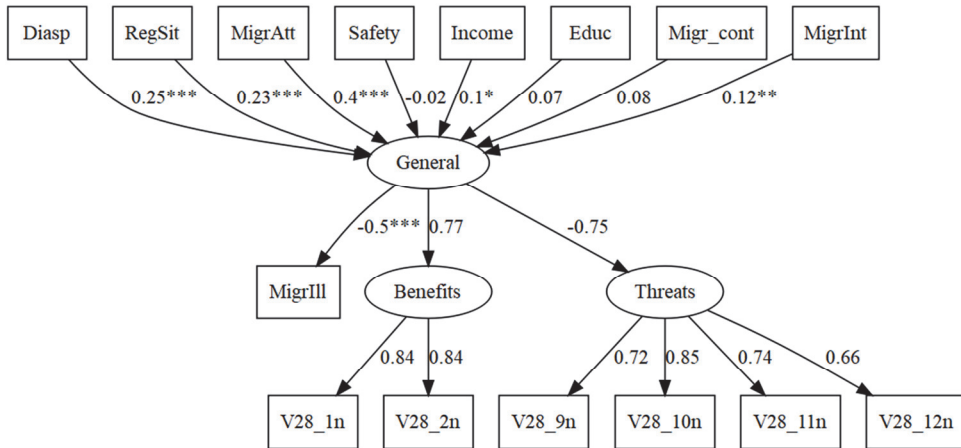 Diasp RegSit MigrAtt Safety Income Educ Migr_cont MigrInt
0.25*** 0.23*** 0.4*** -0.02 0.1* 0.07 0.08 0.12**
General
-0.5*** 0.77 -0.75
MigrIll Benefits Threats
0.84 0.84 0.72 0.85 0.74 0.66
V28_1n V28_2n V28_9n V28_10n V28_11n V28_12n